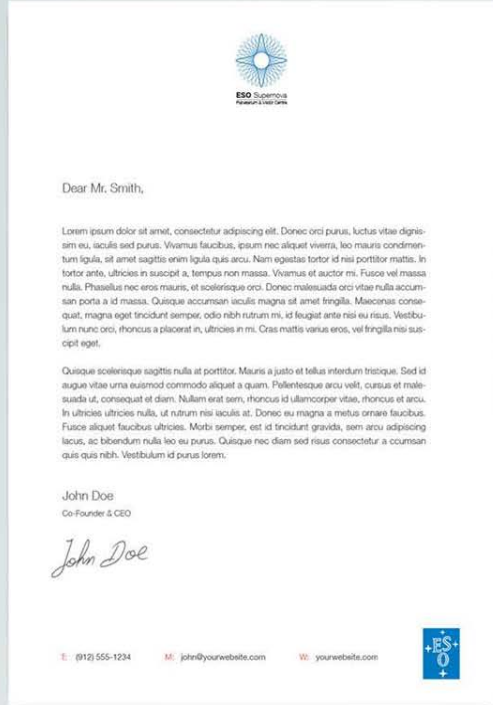 ESO Supernova
Planetarium & Visitor Centre
Dear Mr. Smith,
Lorem ipsum dolor sit amet, consectetur adipiscing elit. Donec orci purus, luctus vitae dignis-
sim eu, iaculis sed purus. Vivamus faucibus, ipsum nec aliquet viverra, leo mauris condimen-
tum ligula, sit amet sagittis enim ligula quis arcu. Nam egestas tortor id nisi porttitor mattis. In
tortor ante, ultricies in suscipit a, tempus non massa. Vivamus et auctor mi. Fusce vel massa
nulla. Phasellus nec eros mauris, et scelerisque orci. Donec malesuada orci vitae nulla accum-
san porta a id massa. Quisque accumsan iaculis magna sit amet fringilla. Maecenas conse-
quat, magna eget tincidunt semper, odio nibh rutrum mi, id feugiat ante nisi eu risus. Vestibu-
lum nunc orci, rhoncus a placerat in, ultricies in mi. Cras mattis varius eros, vel fringilla nisi sus-
cipit eget.
Quisque scelerisque sagittis nulla at porttitor. Mauris a justo et tellus interdum tristique. Sed id
augue vitae urna euismod commodo aliquet a quam. Pellentesque arcu velit, cursus et male-
suada ut, consequat et diam. Nullam erat sem, rhoncus id ullamcorper vitae, rhoncus et arcu.
In ultricies ultricies nulla, ut rutrum nisi iaculis at. Donec eu magna a metus ornare faucibus.
Fusce aliquet faucibus ultricies. Morbi semper, est id tincidunt gravida, sem arcu adipiscing
lacus, ac bibendum nulla leo eu purus. Quisque nec diam sed risus consectetur a ccumsan
quis quis nibh. Vestibulum id purus lorem.
John Doe
Co-Founder & CEO
John Doe
T: (912) 555-1234 M: john@yourwebsite.com W: yourwebsite.com
ESO